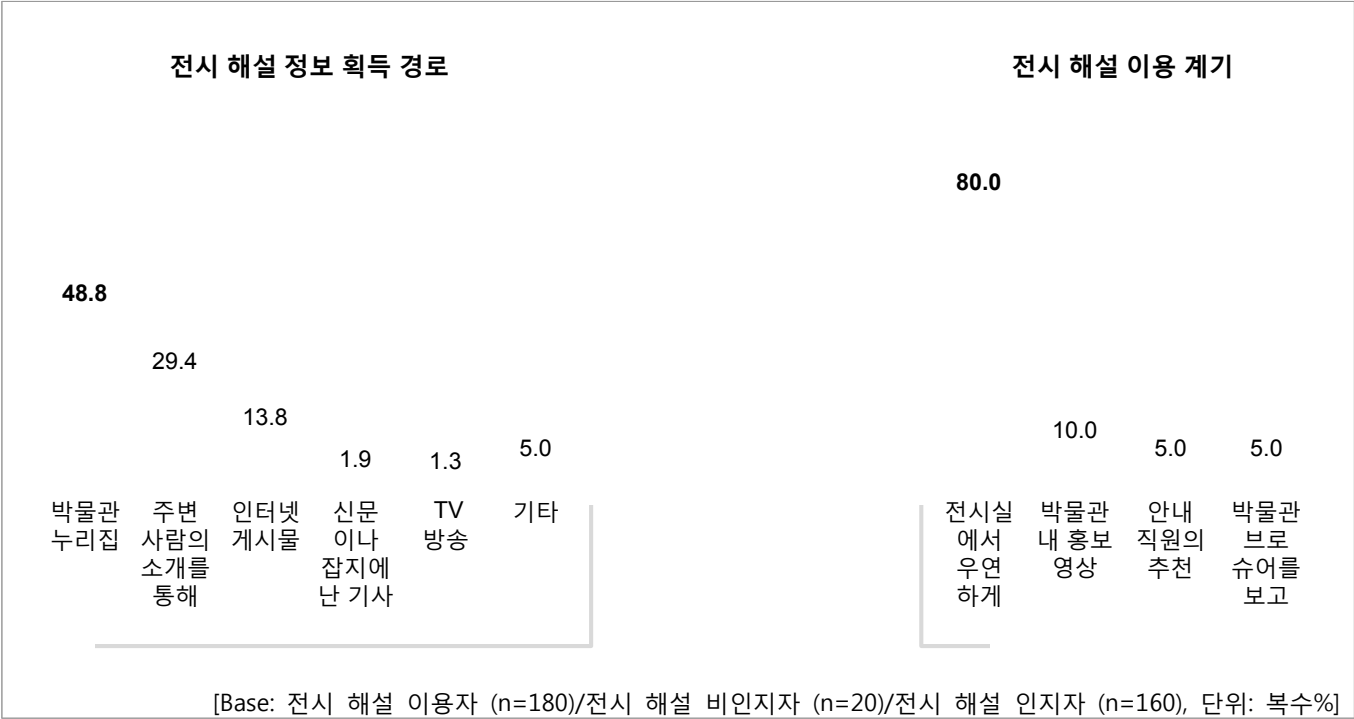 전시 해설 정보 획득 경로
48.8
29.4
13.8
1.9
1.3
5.0
박물관
누리집
주변
사람의
소개를
통해
인터넷
게시물
신문
이나
잡지에
난 기사
TV
방송
기타
전시 해설 이용 계기
80.0
10.0
5.0
5.0
전시실
에서
우연
하게
박물관
내 홍보
영상
안내
직원의
추천
박물관
브로
슈어를
보고
[Base: 전시 해설 이용자 (n=180)/전시 해설 비인지자 (n=20)/전시 해설 인지자 (n=160), 단위: 복수%]